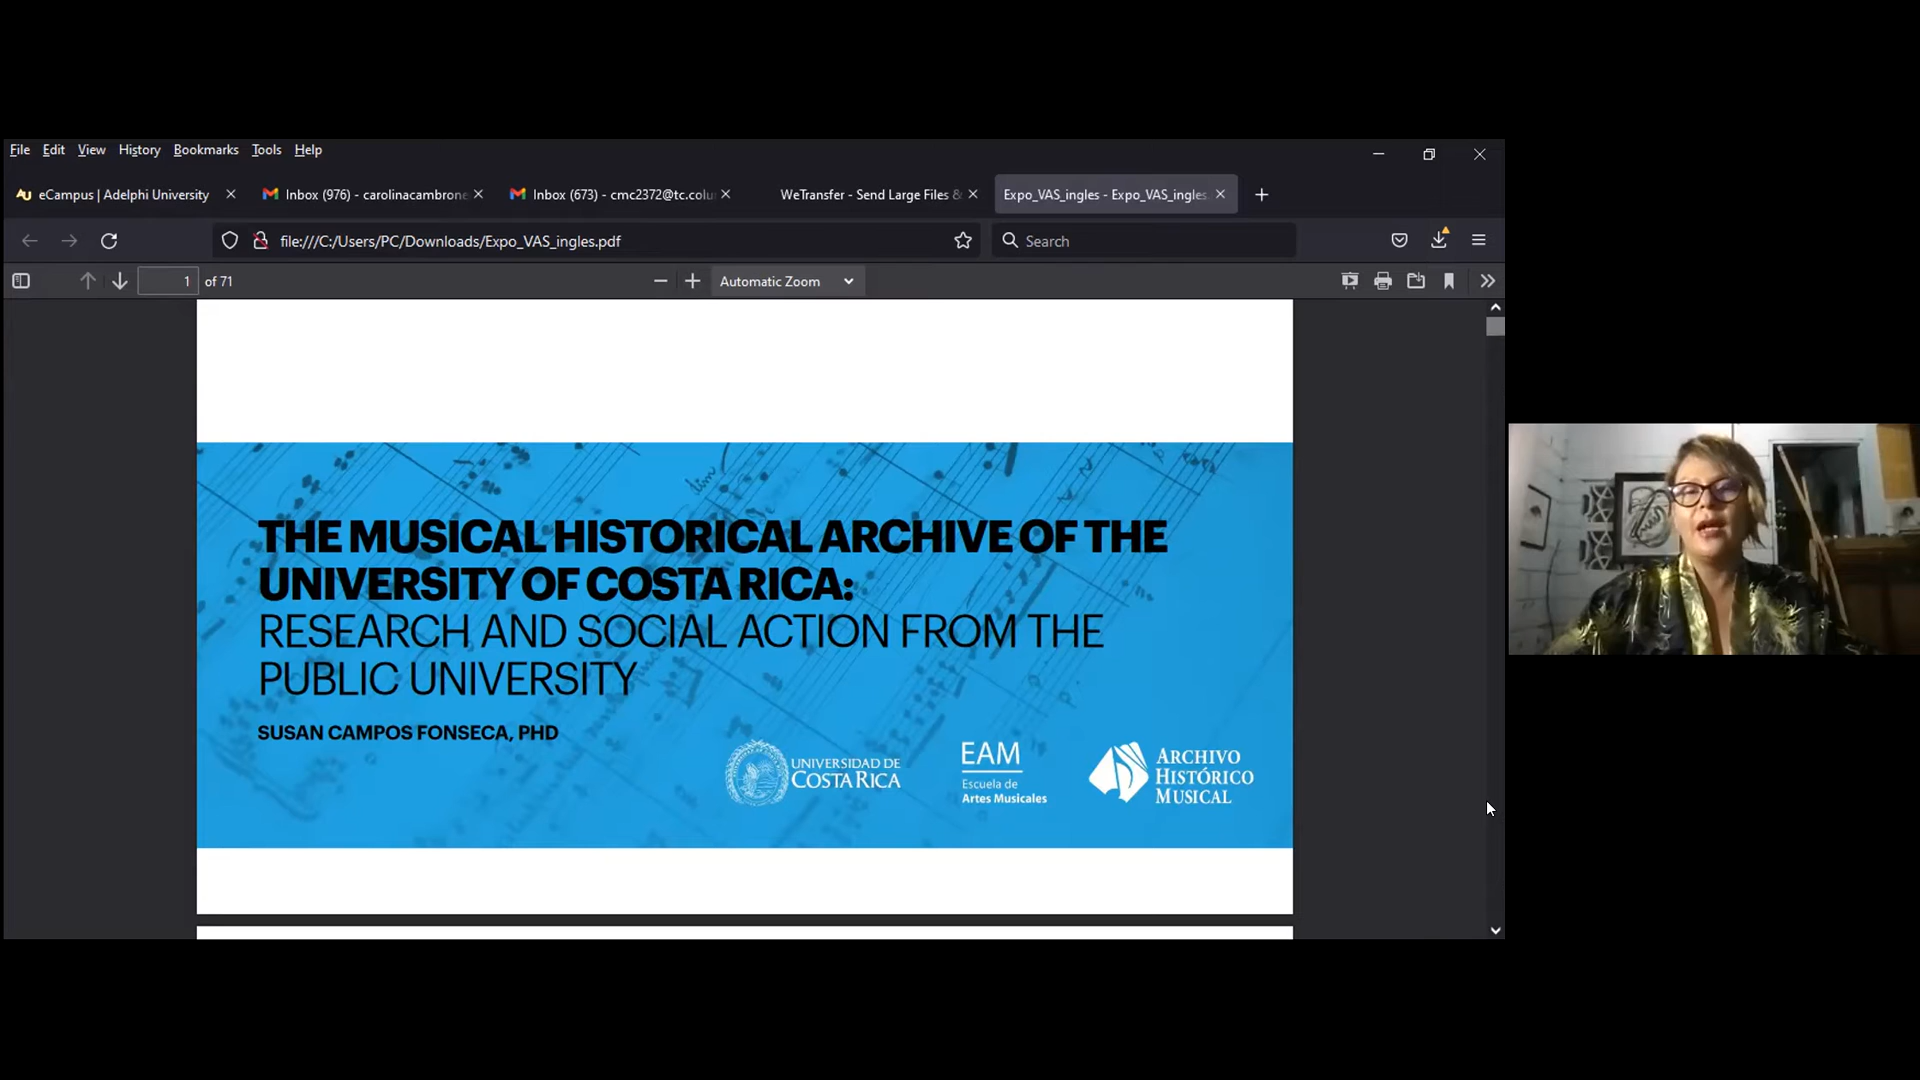 File Edit View History Bookmarks Tools Help
eCampus | Adelphi University
Inbox (976) - carolinacambrone
Inbox (673) - cmc2372@tc.colu
WeTransfer - Send Large Files &
Expo_VAS_ingles - Expo_VAS_ingles
file:///C:/Users/PC/Downloads/Expo_VAS_ingles.pdf
Search
1 of 71
Automatic Zoom
THE MUSICAL HISTORICAL ARCHIVE OF THE
UNIVERSITY OF COSTA RICA:
RESEARCH AND SOCIAL ACTION FROM THE
PUBLIC UNIVERSITY
SUSAN CAMPOS FONSECA, PHD
UNIVERSIDAD DE
COSTA RICA
EAM
Escuela de
Artes Musicales
ARCHIVO
HISTÓRICO
MUSICAL